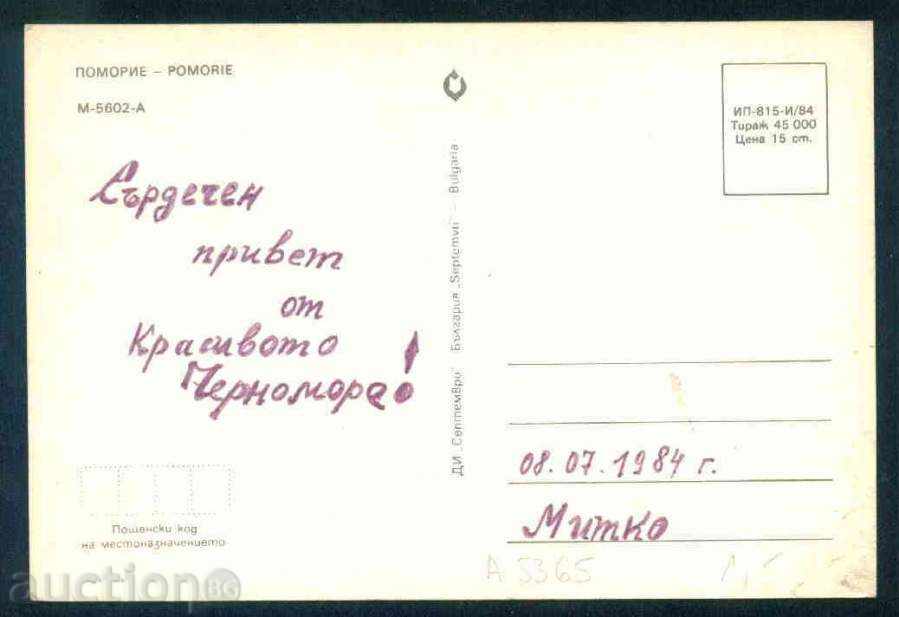 ПОМОРИЕ – POMORIE
М-5602-А
Сърдечен
привет
от
Красивото
Черноморе!
ДИ „Септември" България „Septemvri" – Bulgaria
ИП-815-И/84
Тираж 45 000
Цена 15 ст.
08.07.1984 г.
Митко
Пощенски код
на местоназначението
A 5365
auction BG